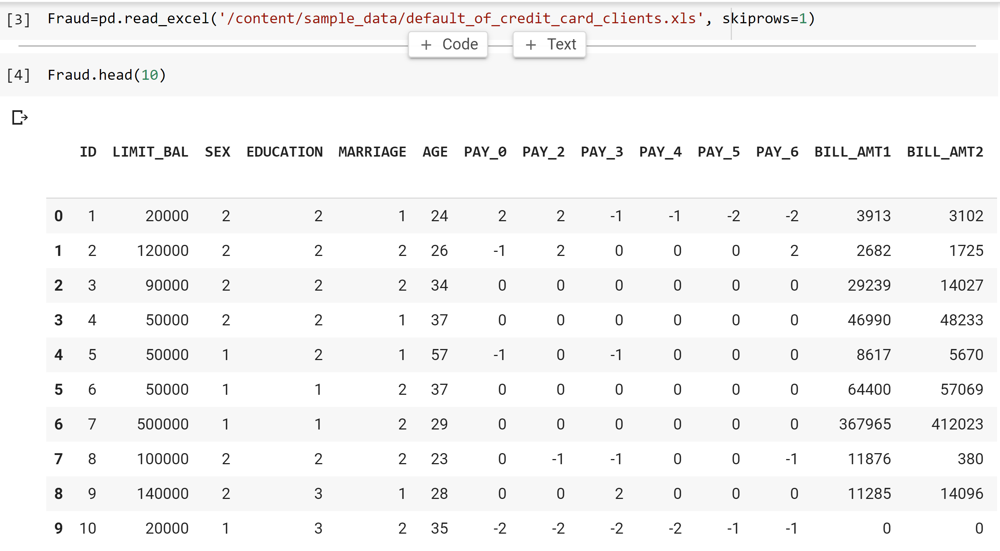 [3] Fraud=pd.read_excel('/content/sample_data/default_of_credit_card_clients.xls', skiprows=1)
+ Code + Text
[4] Fraud.head(10)
ID LIMIT_BAL SEX EDUCATION MARRIAGE AGE PAY_0 PAY_2 PAY_3 PAY_4 PAY_5 PAY_6 BILL_AMT1 BILL_AMT2
0 1 20000 2 2 1 24 2 2 -1 -1 -2 -2 3913 3102
1 2 120000 2 2 2 26 -1 2 0 0 0 2 2682 1725
2 3 90000 2 2 2 34 0 0 0 0 0 0 29239 14027
3 4 50000 2 2 1 37 0 0 0 0 0 0 46990 48233
4 5 50000 1 2 1 57 -1 0 -1 0 0 0 8617 5670
5 6 50000 1 1 2 37 0 0 0 0 0 0 64400 57069
6 7 500000 1 1 2 29 0 0 0 0 0 0 367965 412023
7 8 100000 2 2 2 23 0 -1 -1 0 0 -1 11876 380
8 9 140000 2 3 1 28 0 0 2 0 0 0 11285 14096
9 10 20000 1 3 2 35 -2 -2 -2 -2 -1 -1 0 0